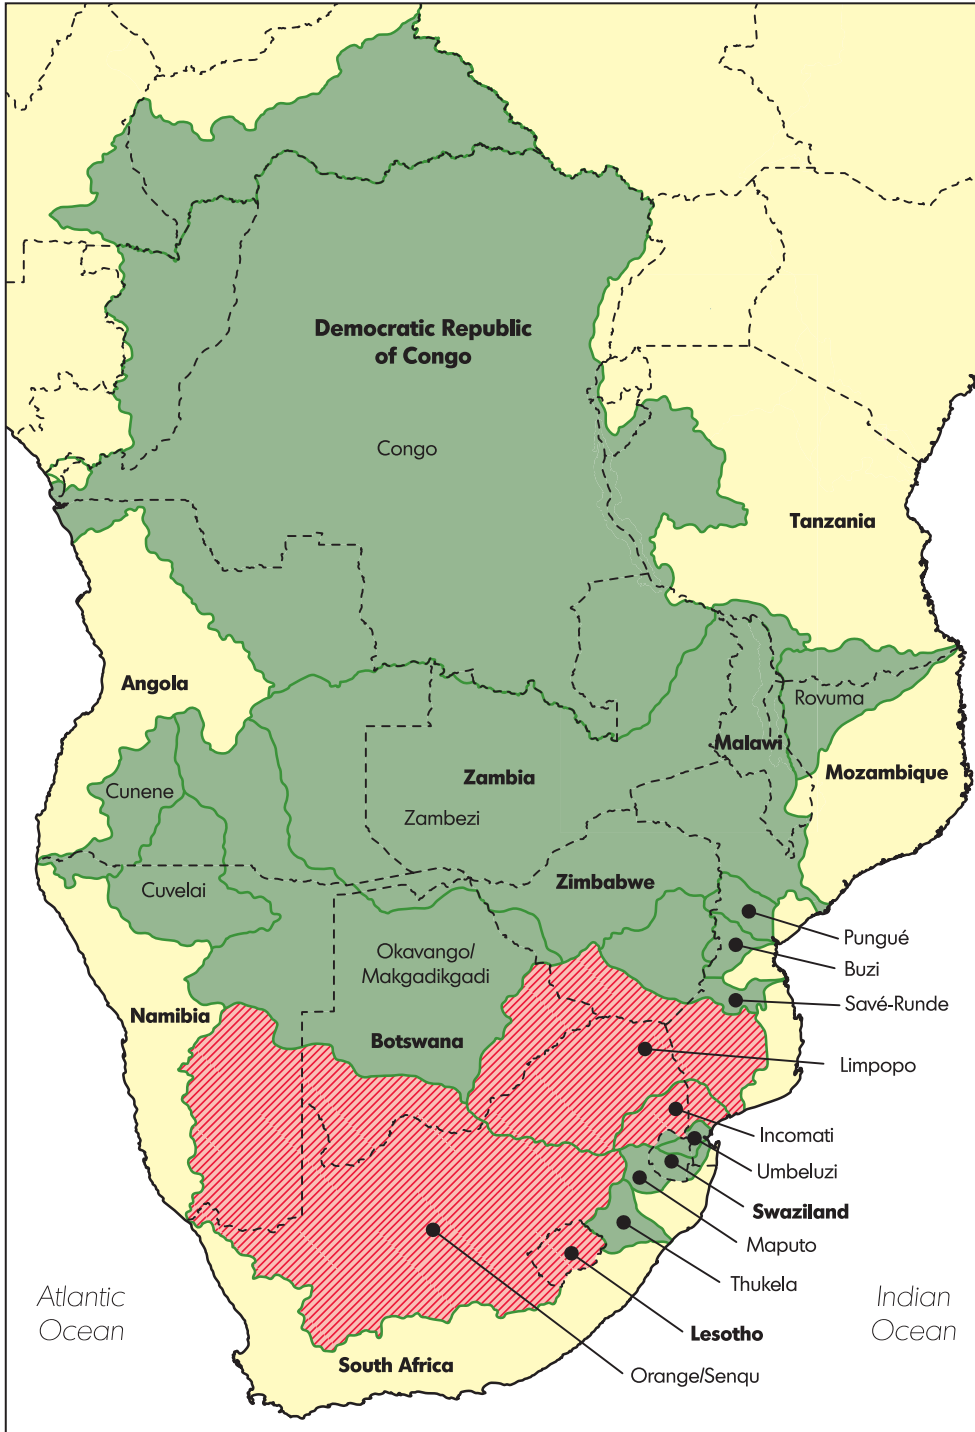 Democratic Republic
of Congo
Congo
Tanzania
Angola
Rovuma
Malawi
Mozambique
Zambia
Cunene
Zambezi
Zimbabwe
Cuvelai
Pungué
Okavango/
Makgadikgadi
Buzi
Savé-Runde
Namibia
Botswana
Limpopo
Incomati
Umbeluzi
Swaziland
Maputo
Thukela
Atlantic
Ocean
Indian
Ocean
Lesotho
South Africa
Orange/Senqu